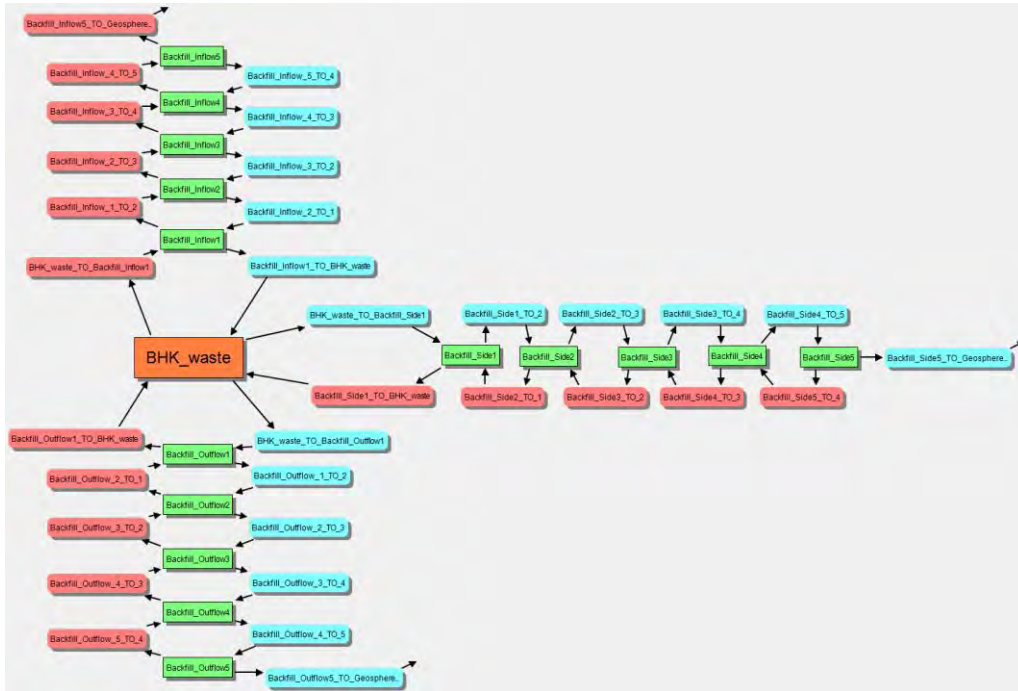 Backfill_Inflow5_TO_Geosphere..
Backfill_Inflow5
Backfill_Inflow_4_TO_5
Backfill_Inflow_5_TO_4
Backfill_Inflow4
Backfill_Inflow_3_TO_4
Backfill_Inflow_4_TO_3
Backfill_Inflow3
Backfill_Inflow_2_TO_3
Backfill_Inflow_3_TO_2
Backfill_Inflow2
Backfill_Inflow_1_TO_2
Backfill_Inflow_2_TO_1
Backfill_Inflow1
BHK_waste_TO_Backfill_Inflow1
Backfill_Inflow1_TO_BHK_waste
BHK_waste
BHK_waste_TO_Backfill_Side1
Backfill_Side1_TO_2
Backfill_Side2_TO_3
Backfill_Side3_TO_4
Backfill_Side4_TO_5
Backfill_Side1
Backfill_Side2
Backfill_Side3
Backfill_Side4
Backfill_Side5
Backfill_Side5_TO_Geosphere..
Backfill_Side1_TO_BHK_waste
Backfill_Side2_TO_1
Backfill_Side3_TO_2
Backfill_Side4_TO_3
Backfill_Side5_TO_4
Backfill_Outflow1_TO_BHK_waste
BHK_waste_TO_Backfill_Outflow1
Backfill_Outflow1
Backfill_Outflow_2_TO_1
Backfill_Outflow_1_TO_2
Backfill_Outflow2
Backfill_Outflow_3_TO_2
Backfill_Outflow_2_TO_3
Backfill_Outflow3
Backfill_Outflow_4_TO_3
Backfill_Outflow_3_TO_4
Backfill_Outflow4
Backfill_Outflow_5_TO_4
Backfill_Outflow_4_TO_5
Backfill_Outflow5
Backfill_Outflow5_TO_Geosphere..